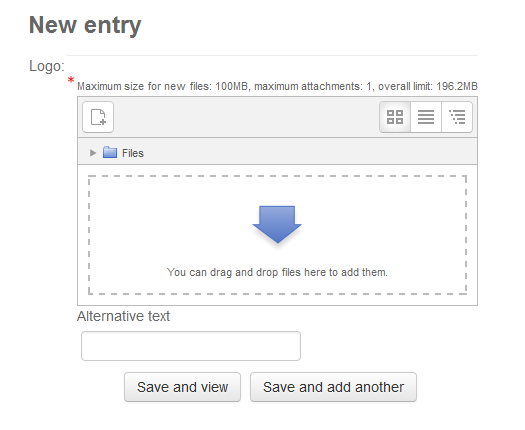 New entry
Logo:
*
Maximum size for new files: 100MB, maximum attachments: 1, overall limit: 196.2MB
Files
You can drag and drop files here to add them.
Alternative text
Save and view Save and add another